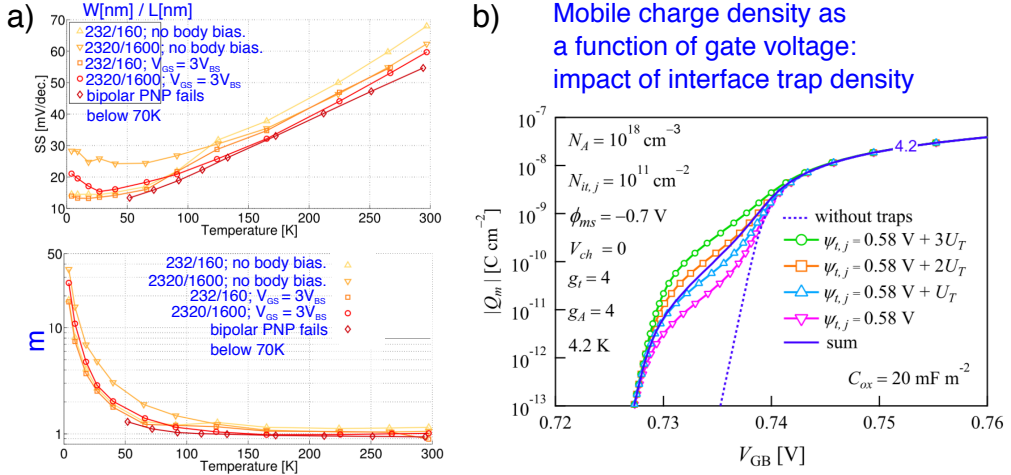 a)
W[nm] / L[nm]
70
60
50
40
30
20
10
SS [mV/dec.]
232/160; no body bias.
2320/1600; no body bias.
232/160; V_GS = 3V_BS
2320/1600; V_GS = 3V_BS
bipolar PNP fails
below 70K
0 50 100 150 200 250 300
Temperature [K]
50
10
1
m
232/160; no body bias.
2320/1600; no body bias.
232/160; V_GS = 3V_BS
2320/1600; V_GS = 3V_BS
bipolar PNP fails
below 70K
0 50 100 150 200 250 300
Temperature [K]
b)
Mobile charge density as
a function of gate voltage:
impact of interface trap density
10⁻⁷
10⁻⁸
10⁻⁹
10⁻¹⁰
10⁻¹¹
10⁻¹²
10⁻¹³
|Q_m| [C cm⁻²]
N_A = 10¹⁸ cm⁻³
N_it, j = 10¹¹ cm⁻²
ϕ_ms = −0.7 V
V_ch = 0
g_t = 4
g_A = 4
4.2 K
4.2
without traps
ψ_t, j = 0.58 V + 3U_T
ψ_t, j = 0.58 V + 2U_T
ψ_t, j = 0.58 V + U_T
ψ_t, j = 0.58 V
sum
C_ox = 20 mF m⁻²
0.72 0.73 0.74 0.75 0.76
V_GB [V]